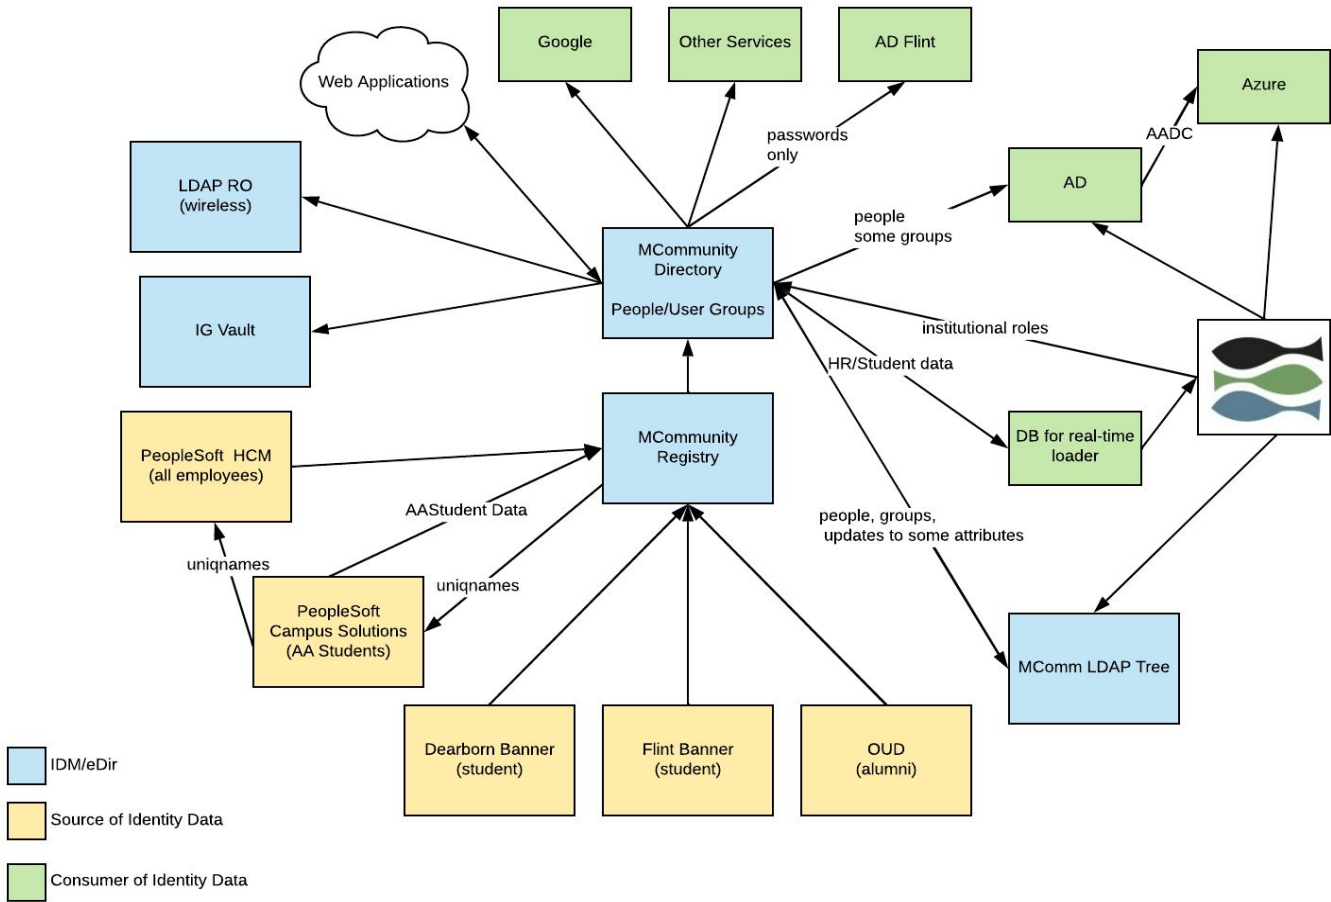 Google
Other Services
AD Flint
Web Applications
Azure
passwords
only
AADC
LDAP RO
(wireless)
AD
people
some groups
MCommunity
Directory
People/User Groups
IG Vault
institutional roles
HR/Student data
MCommunity
Registry
DB for real-time
loader
PeopleSoft  HCM
(all employees)
AAStudent Data
people, groups,
updates to some attributes
uniqnames
uniqnames
PeopleSoft
Campus Solutions
(AA Students)
MComm LDAP Tree
Dearborn Banner
(student)
Flint Banner
(student)
OUD
(alumni)
IDM/eDir
Source of Identity Data
Consumer of Identity Data